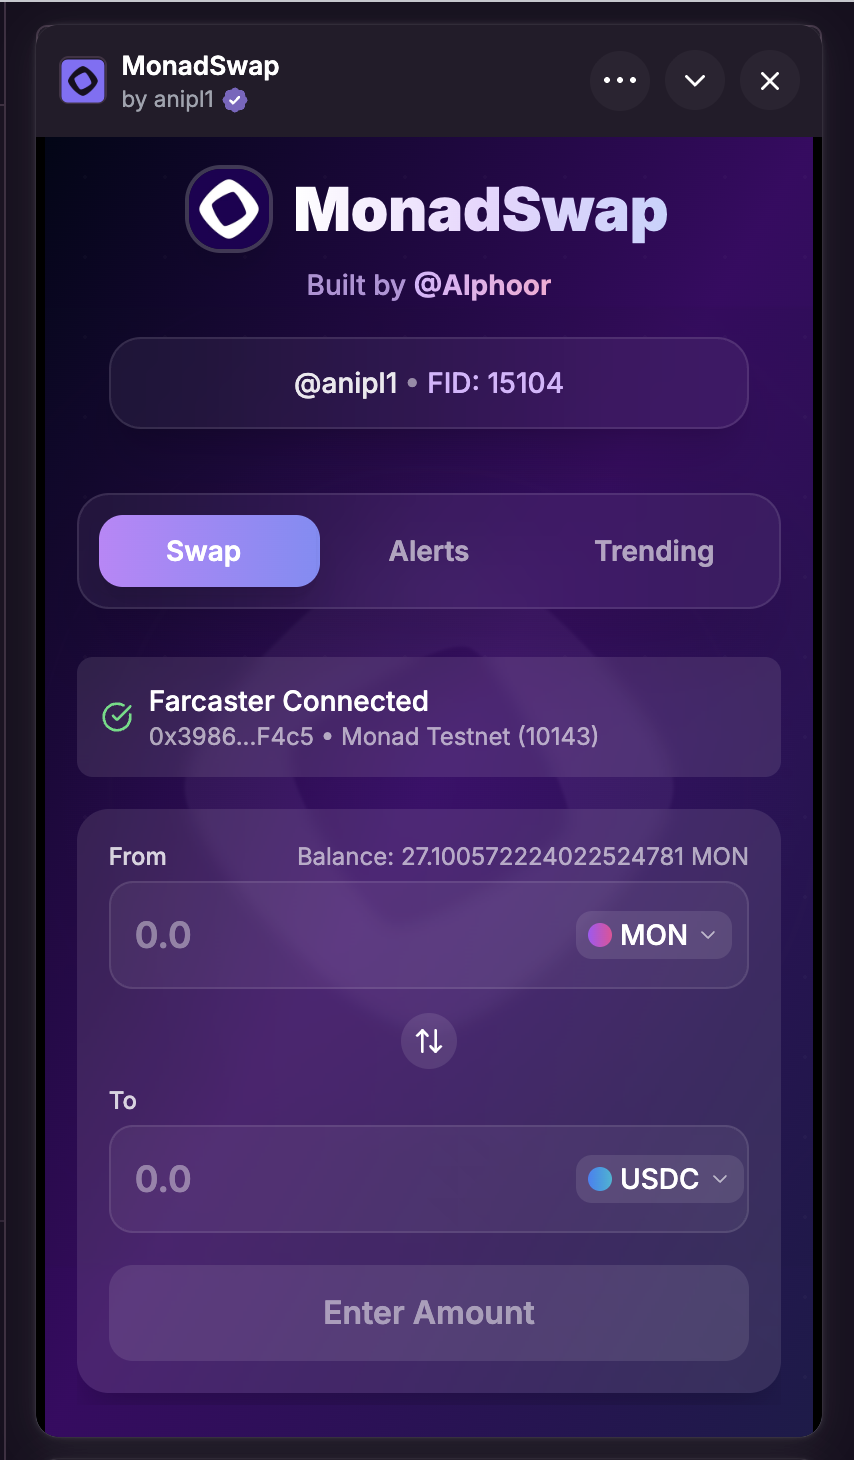 MonadSwap
by anipl1
MonadSwap
Built by @Alphoor
@anipl1 • FID: 15104
Swap
Alerts
Trending
Farcaster Connected
0x3986...F4c5 • Monad Testnet (10143)
From
Balance: 27.100572224022524781 MON
0.0
MON
To
0.0
USDC
Enter Amount